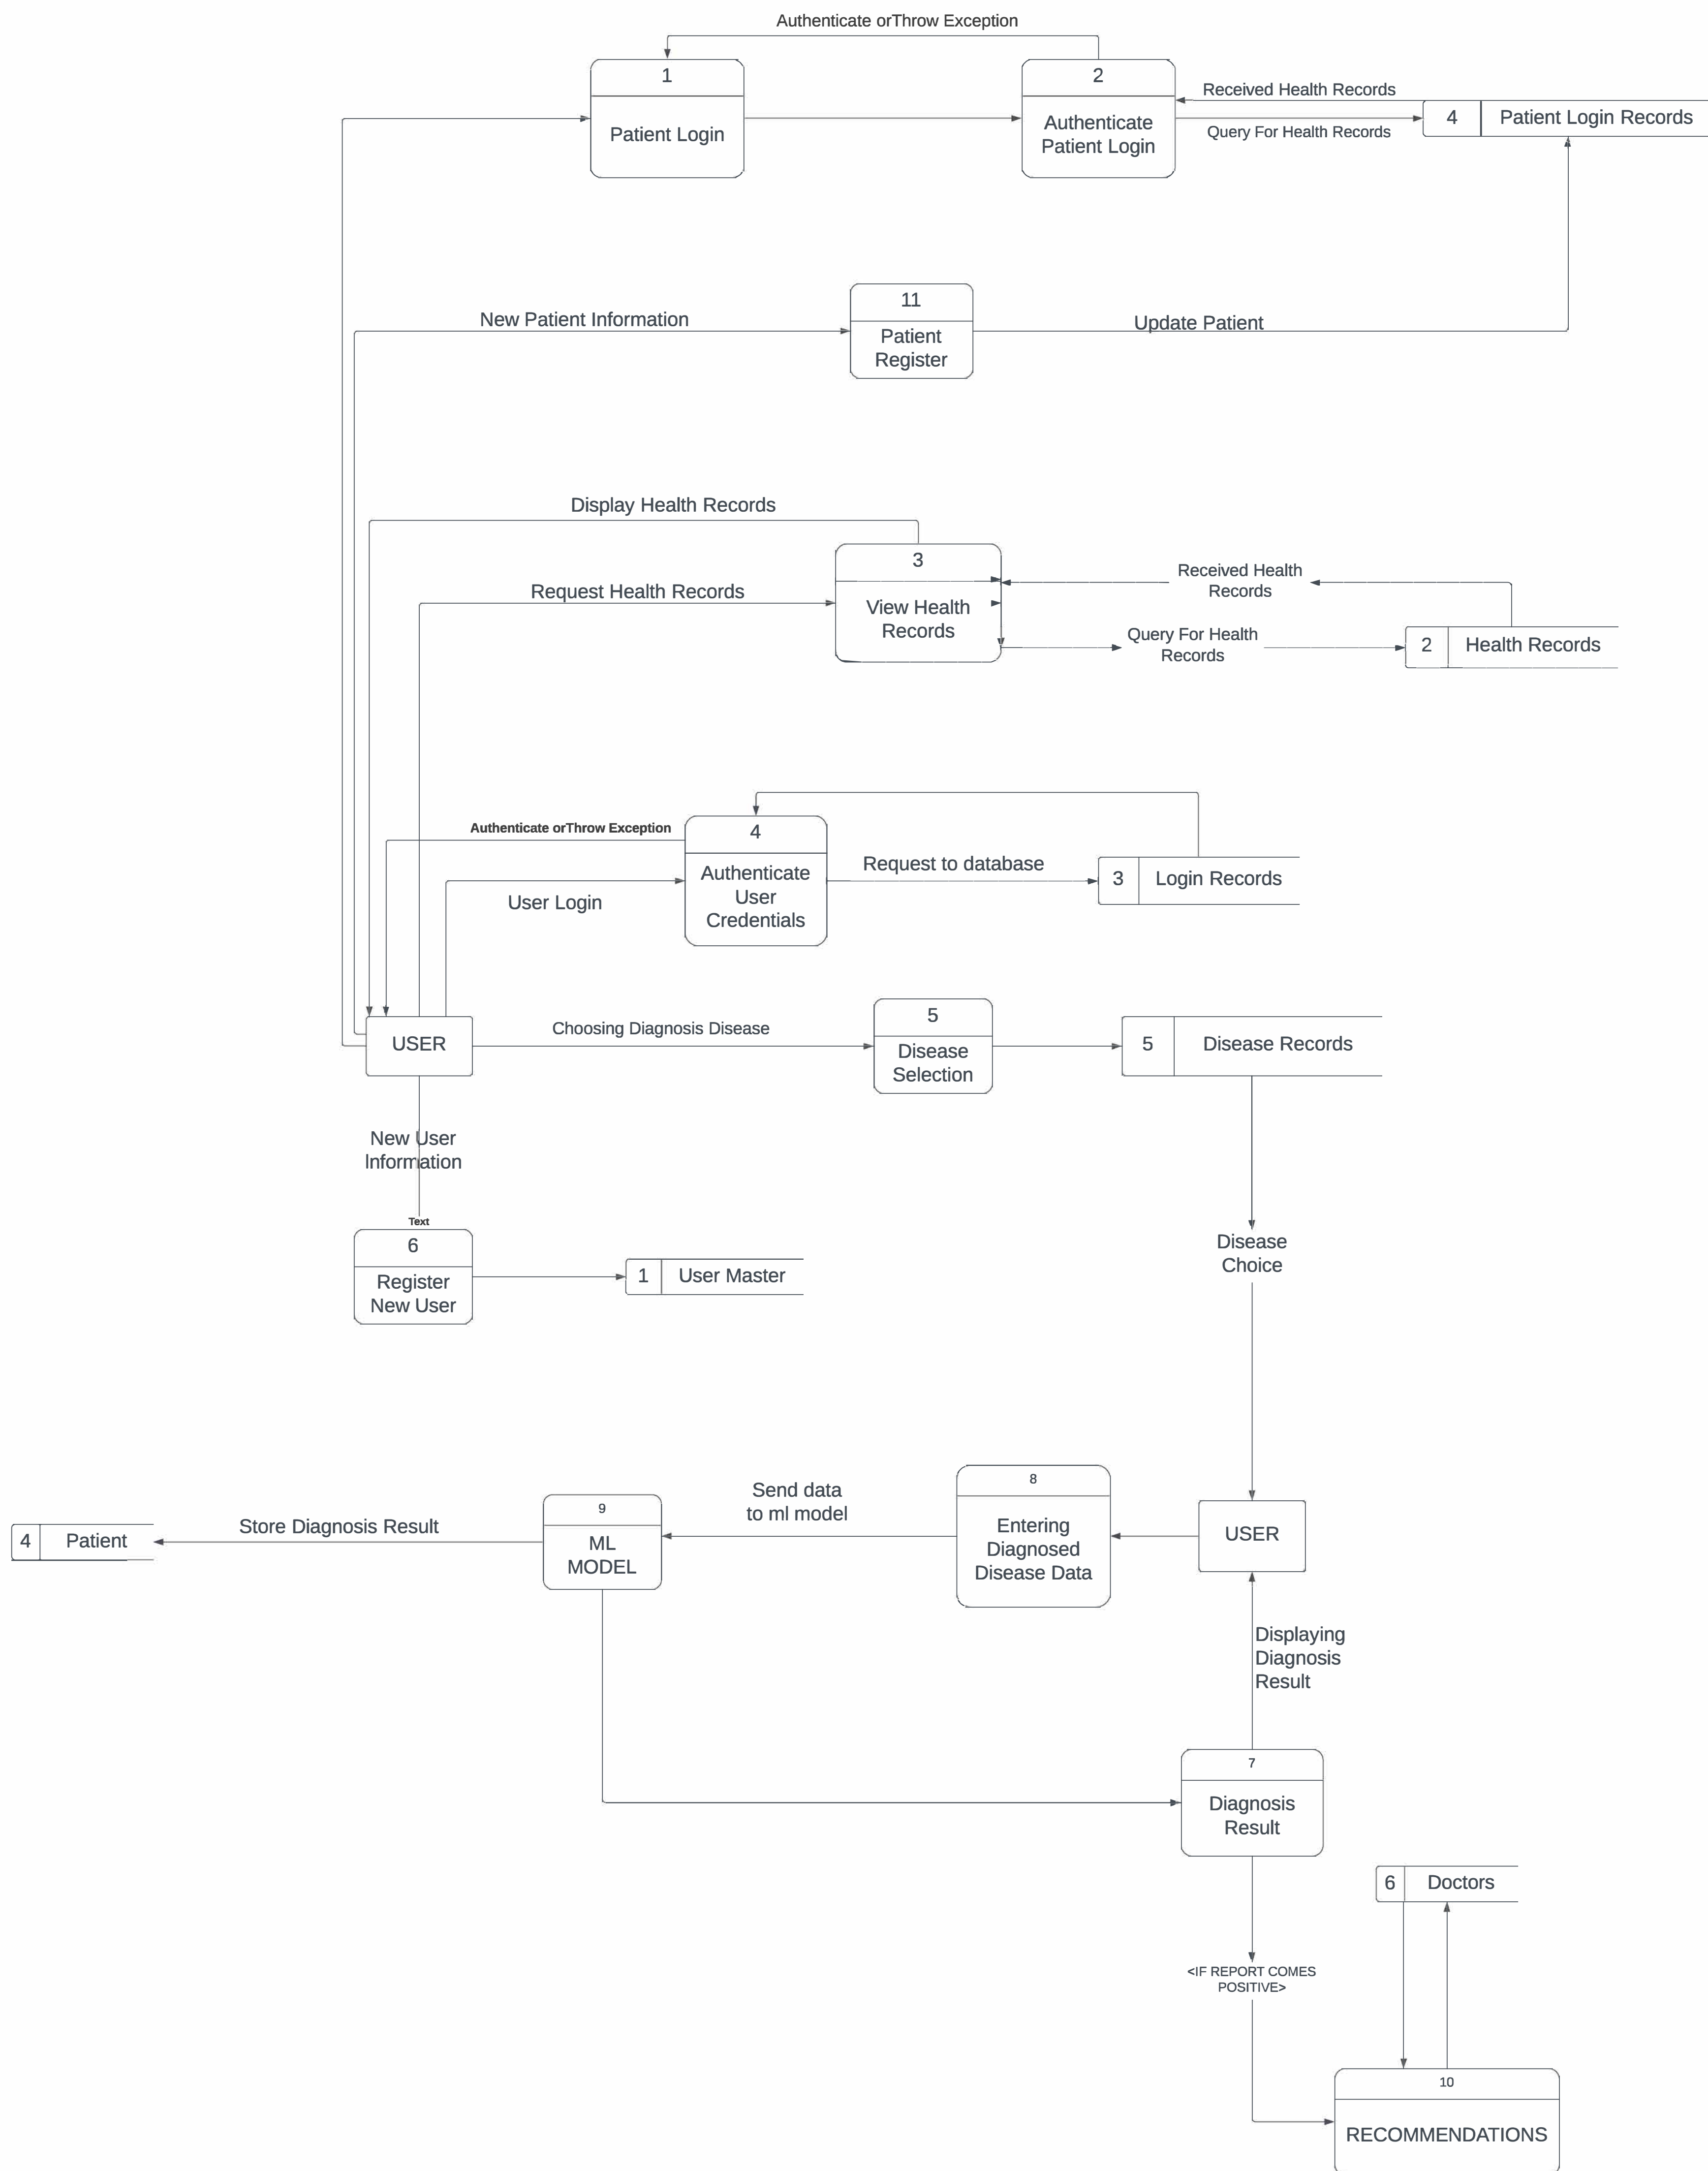 Authenticate orThrow Exception
1
Patient Login
2
Authenticate
Patient Login
Received Health Records
Query For Health Records
4
Patient Login Records
New Patient Information
11
Patient
Register
Update Patient
Display Health Records
Request Health Records
3
View Health
Records
Received Health
Records
Query For Health
Records
2
Health Records
Authenticate orThrow Exception
User Login
4
Authenticate
User
Credentials
Request to database
3
Login Records
USER
Choosing Diagnosis Disease
5
Disease
Selection
5
Disease Records
New User
Information
Text
6
Register
New User
1
User Master
Disease
Choice
4
Patient
Store Diagnosis Result
9
ML
MODEL
Send data
to ml model
8
Entering
Diagnosed
Disease Data
USER
Displaying
Diagnosis
Result
7
Diagnosis
Result
6
Doctors
<IF REPORT COMES
POSITIVE>
10
RECOMMENDATIONS